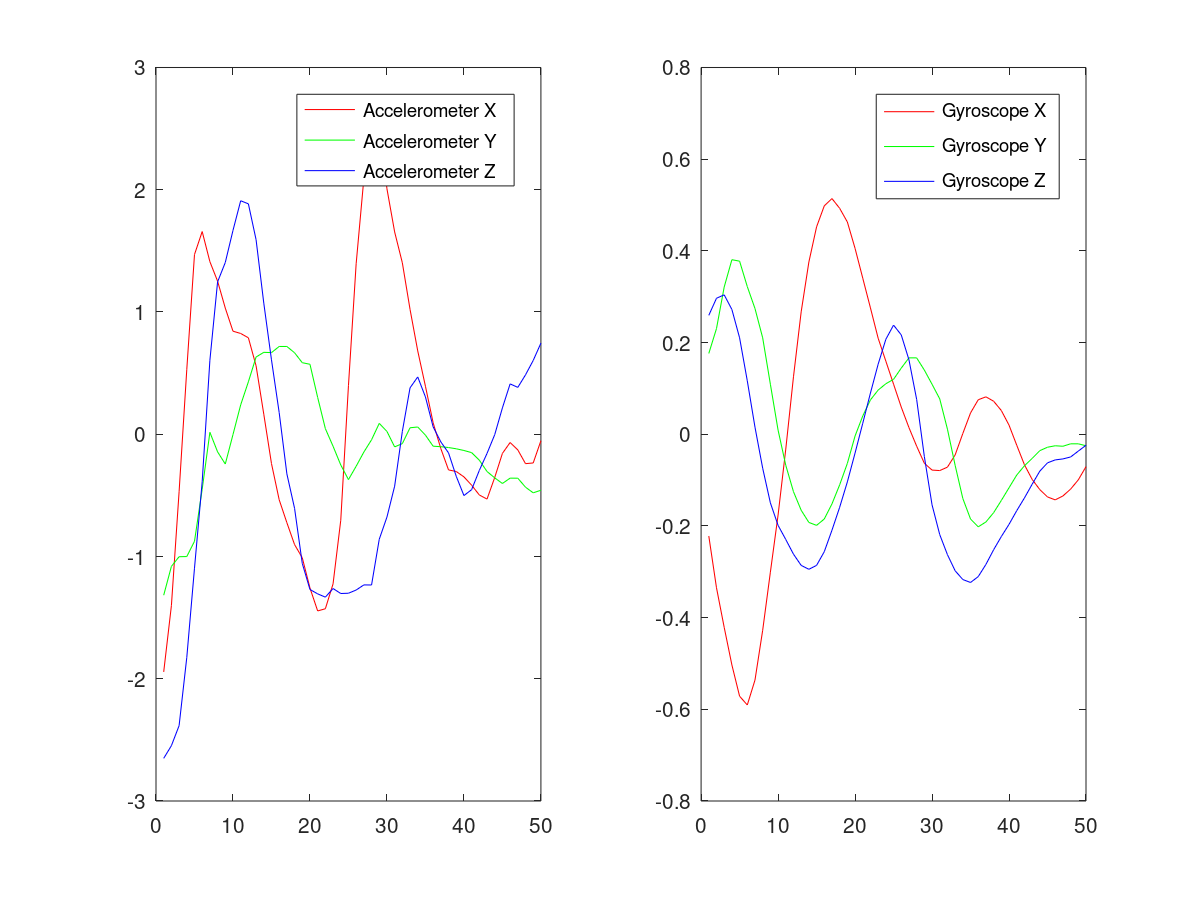 3
2
1
0
-1
-2
-3
0 10 20 30 40 50
Accelerometer X
Accelerometer Y
Accelerometer Z
0.8
0.6
0.4
0.2
0
-0.2
-0.4
-0.6
-0.8
0 10 20 30 40 50
Gyroscope X
Gyroscope Y
Gyroscope Z